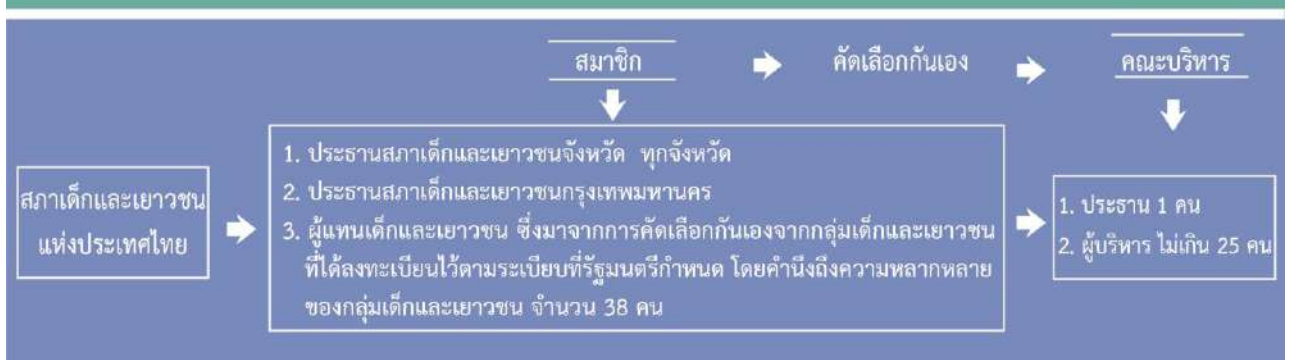 สมาชิก
คัดเลือกกันเอง
คณะบริหาร
สภาเด็กและเยาวชน
แห่งประเทศไทย
1. ประธานสภาเด็กและเยาวชนจังหวัด ทุกจังหวัด
2. ประธานสภาเด็กและเยาวชนกรุงเทพมหานคร
3. ผู้แทนเด็กและเยาวชน ซึ่งมาจากการคัดเลือกกันเองจากกลุ่มเด็กและเยาวชน
ที่ได้ลงทะเบียนไว้ตามระเบียบที่รัฐมนตรีกำหนด โดยคำนึงถึงความหลากหลาย
ของกลุ่มเด็กและเยาวชน จำนวน 38 คน
1. ประธาน 1 คน
2. ผู้บริหาร ไม่เกิน 25 คน